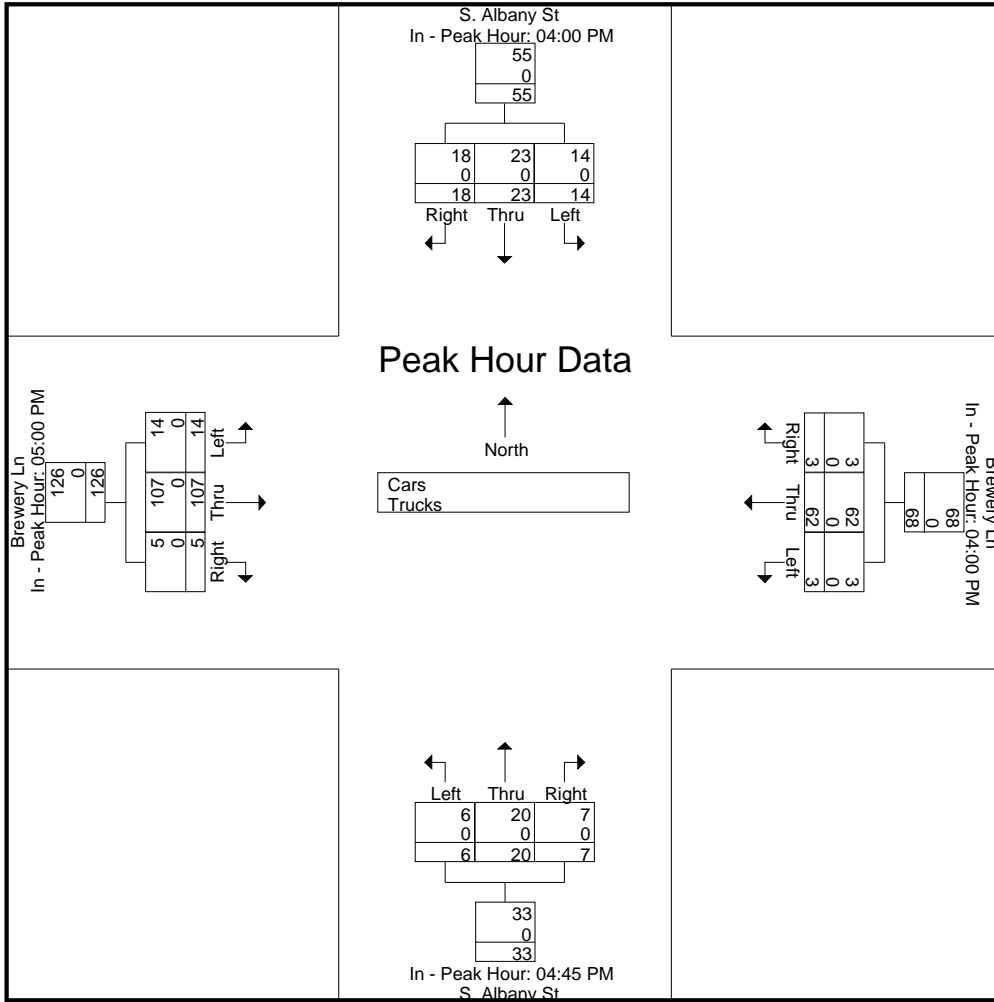 S. Albany St
In - Peak Hour: 04:00 PM
55
0
55
18 23 14
0 0 0
18 23 14
Right Thru Left
Peak Hour Data
North
Cars
Trucks
Brewery Ln
In - Peak Hour: 05:00 PM
126
0
126
14 0 14
Left
107 0 107
Thru
5 0 5
Right
Brewery Ln
In - Peak Hour: 04:00 PM
68
0
68
Right
3 0 3
Thru
62 0 62
Left
3 0 3
Left Thru Right
6 20 7
0 0 0
6 20 7
33
0
33
In - Peak Hour: 04:45 PM
S. Albany St